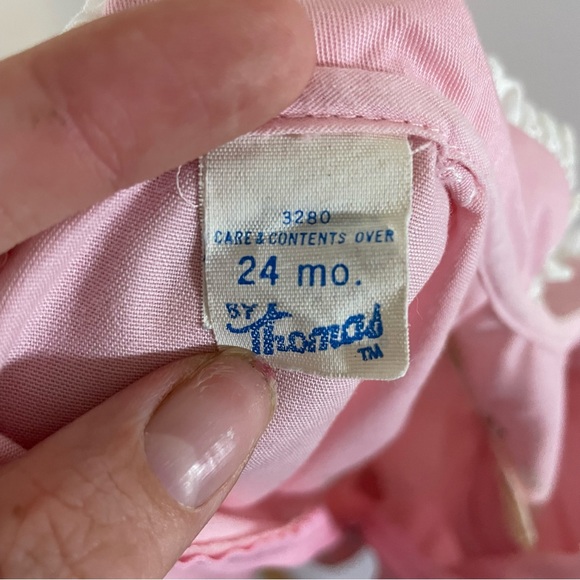 3280
CARE & CONTENTS OVER
24 mo.
BY Thomas
TM